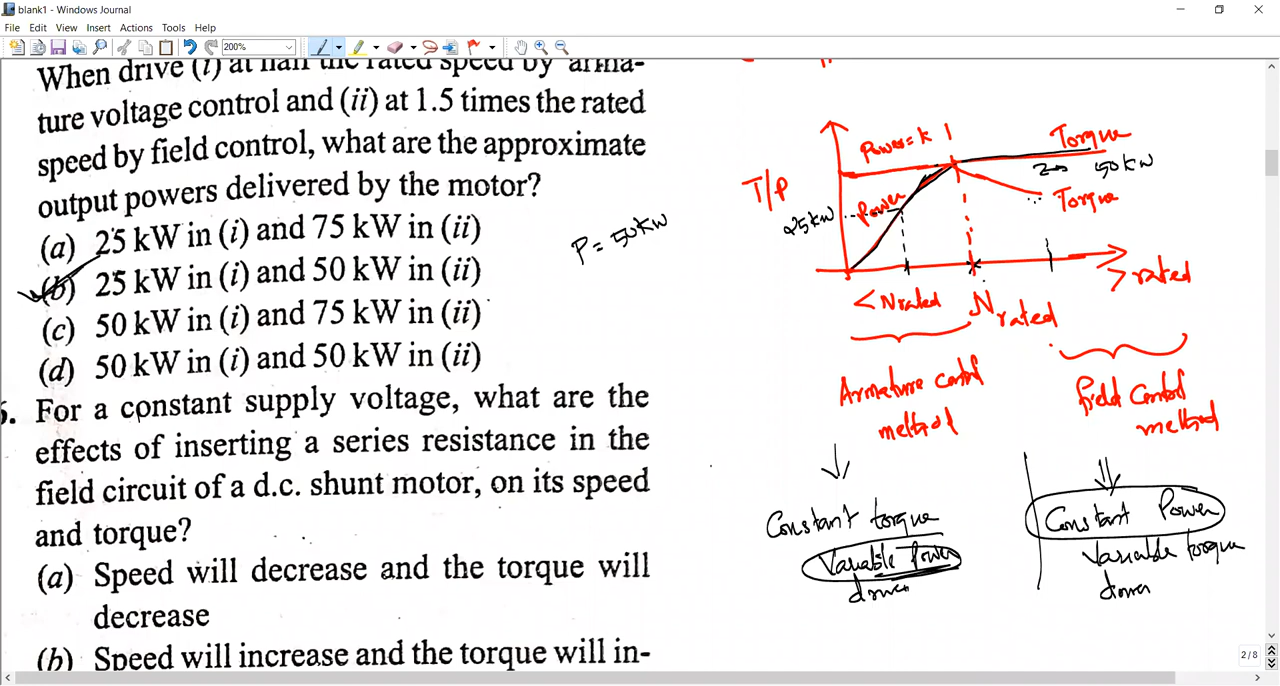 blank1 - Windows Journal
File Edit View Insert Actions Tools Help
200%
When drive (i) at half the rated speed by arma-
ture voltage control and (ii) at 1.5 times the rated
speed by field control, what are the approximate
output powers delivered by the motor?
(a) 25 kW in (i) and 75 kW in (ii)
(b) 25 kW in (i) and 50 kW in (ii)
(c) 50 kW in (i) and 75 kW in (ii)
(d) 50 kW in (i) and 50 kW in (ii)
5. For a constant supply voltage, what are the
effects of inserting a series resistance in the
field circuit of a d.c. shunt motor, on its speed
and torque?
(a) Speed will decrease and the torque will
decrease
(b) Speed will increase and the torque will in-
P = 50 kW
T/P
Power = k
Torque
50 kW
Power
25 kW
Torque
> rated
< Nrated
Nrated
Armature control
method
field control
method
Constant torque
Variable Power
drive
Constant Power
Variable torque
drive
2/8